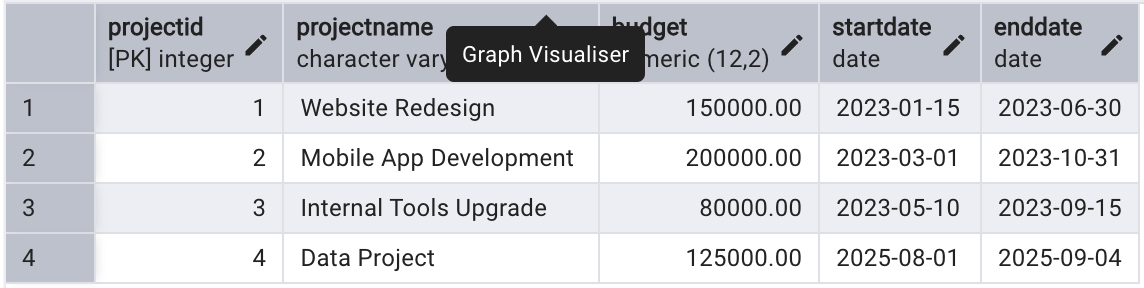 projectid projectname budget startdate enddate
[PK] integer character vary meric (12,2) date date
Graph Visualiser
1 1 Website Redesign 150000.00 2023-01-15 2023-06-30
2 2 Mobile App Development 200000.00 2023-03-01 2023-10-31
3 3 Internal Tools Upgrade 80000.00 2023-05-10 2023-09-15
4 4 Data Project 125000.00 2025-08-01 2025-09-04